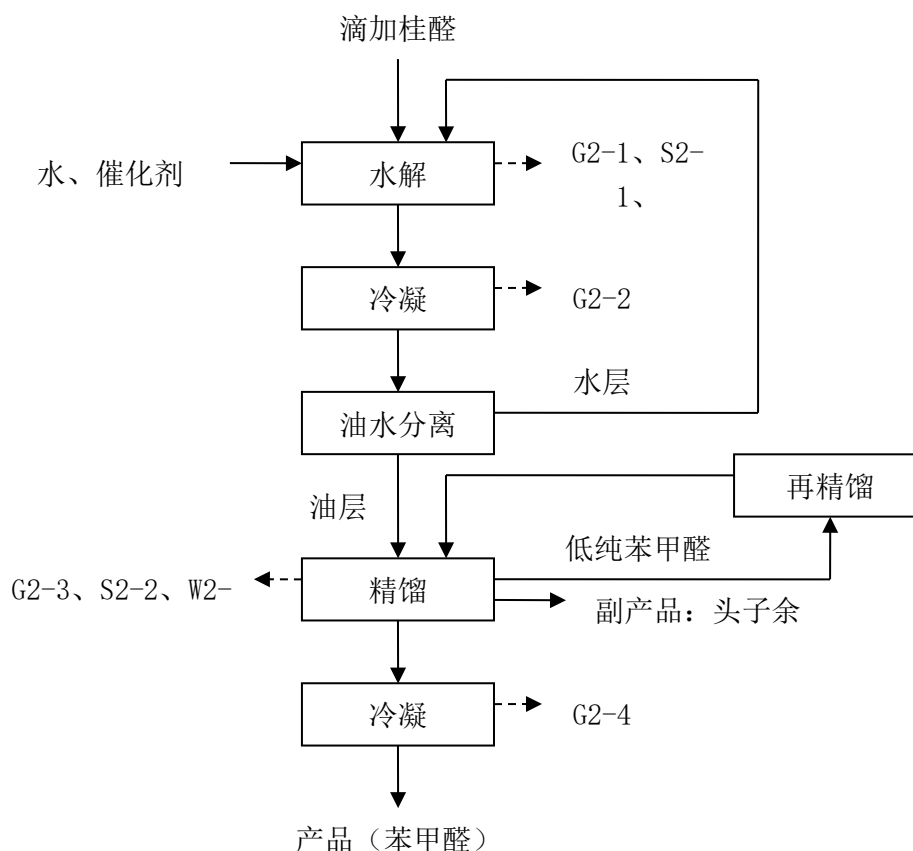 滴加桂醛
水、催化剂
水解
G2-1、S2-
1、
冷凝
G2-2
水层
油水分离
再精馏
油层
低纯苯甲醛
G2-3、S2-2、W2-
精馏
副产品：头子余
冷凝
G2-4
产品（苯甲醛）